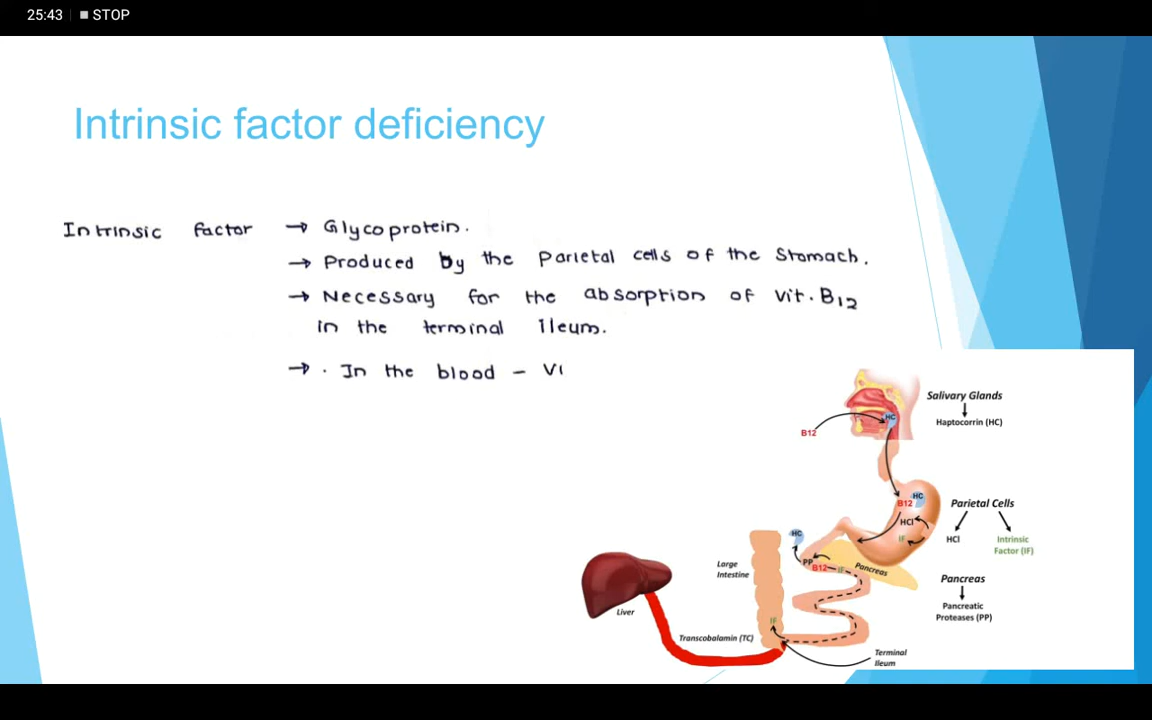 25:43 STOP
Intrinsic factor deficiency
Intrinsic factor → Glycoprotein.
→ Produced by the parietal cells of the stomach.
→ Necessary for the absorption of vit. B12
in the terminal ileum.
→ . In the blood - VI
Salivary Glands
Haptocorrin (HC)
HC
B12
HC
B12
HCl
IF
Parietal Cells
HCl
Intrinsic
Factor (IF)
HC
PP
B12
IF
Pancreas
Large
Intestine
Pancreas
Pancreatic
Proteases (PP)
Liver
IF
Transcobalamin (TC)
Terminal
Ileum